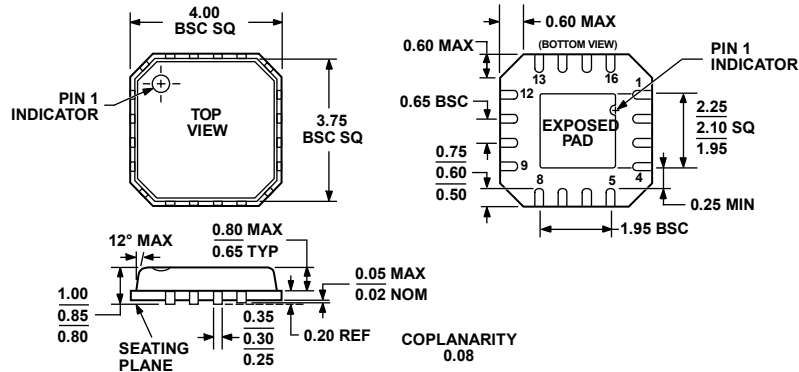 4.00
BSC SQ
PIN 1
INDICATOR
TOP
VIEW
3.75
BSC SQ
0.60 MAX
0.60 MAX
(BOTTOM VIEW)
PIN 1
INDICATOR
13
16
12
1
0.65 BSC
EXPOSED
PAD
2.25
2.10 SQ
1.95
0.75
0.60
0.50
9
8
5
4
0.25 MIN
1.95 BSC
12° MAX
0.80 MAX
0.65 TYP
0.05 MAX
0.02 NOM
1.00
0.85
0.80
SEATING
PLANE
0.35
0.30
0.25
0.20 REF
COPLANARITY
0.08